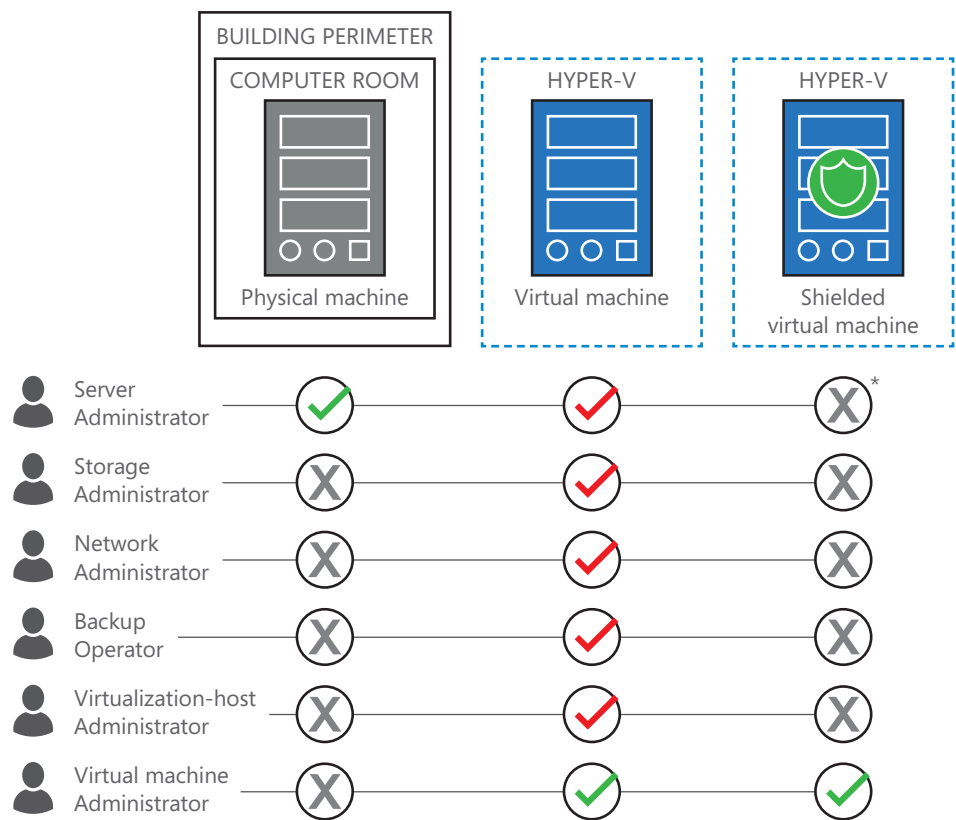 BUILDING PERIMETER
COMPUTER ROOM
HYPER-V
HYPER-V
Physical machine
Virtual machine
Shielded
virtual machine
Server
Administrator
X*
Storage
Administrator
X
X
Network
Administrator
X
X
Backup
Operator
X
X
Virtualization-host
Administrator
X
X
Virtual machine
Administrator
X